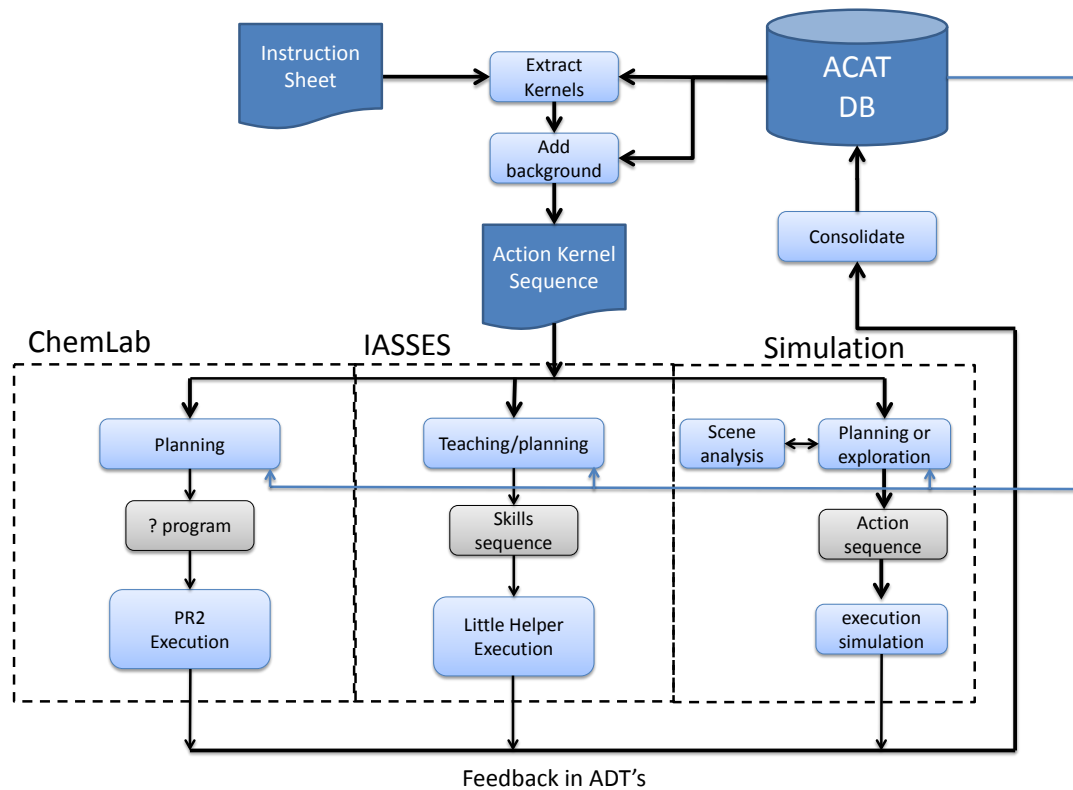 Instruction
Sheet
Extract
Kernels
ACAT
DB
Add
background
Consolidate
Action Kernel
Sequence
ChemLab
IASSES
Simulation
Planning
Teaching/planning
Scene
analysis
Planning or
exploration
? program
Skills
sequence
Action
sequence
PR2
Execution
Little Helper
Execution
execution
simulation
Feedback in ADT's